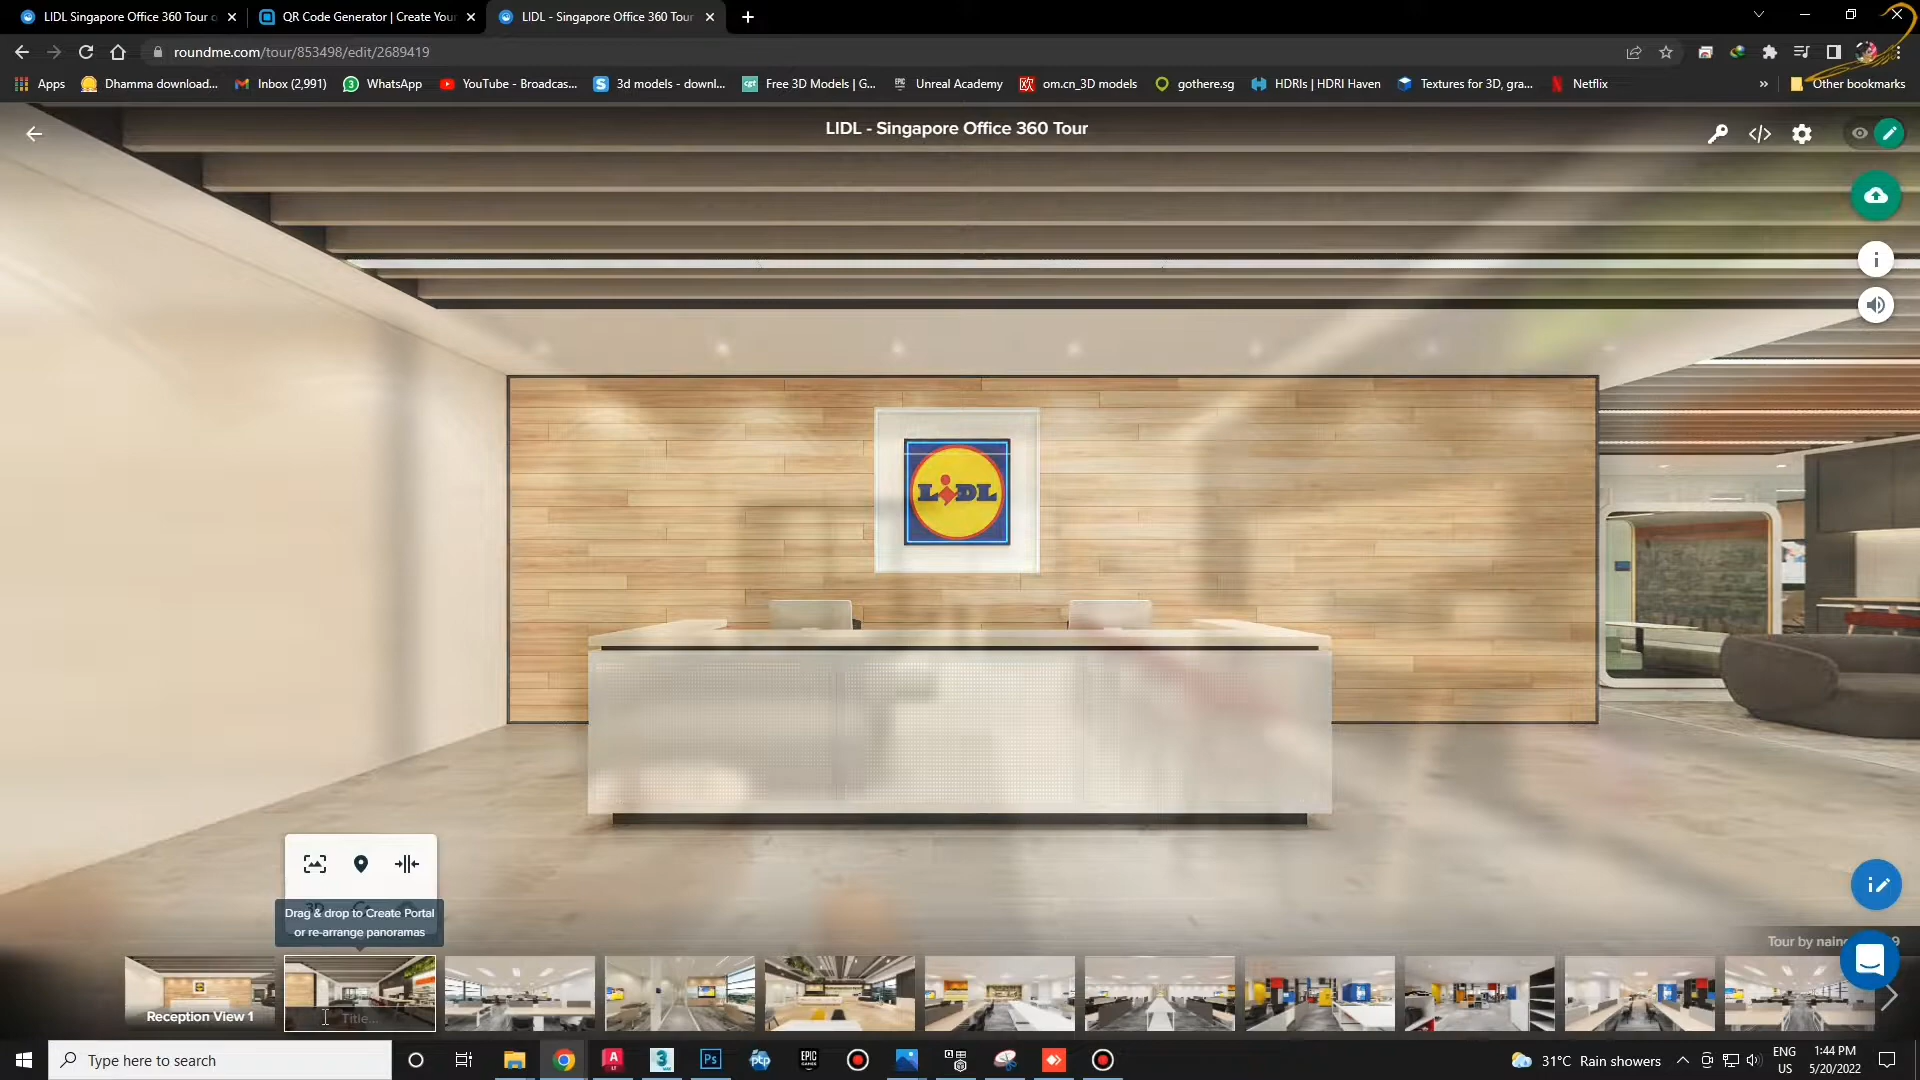 LIDL Singapore Office 360 Tour o
QR Code Generator | Create Your
LIDL - Singapore Office 360 Tour
roundme.com/tour/853498/edit/2689419
Apps
Dhamma download...
Inbox (2,991)
WhatsApp
YouTube - Broadcas...
3d models - downl...
Free 3D Models | G...
Unreal Academy
om.cn_3D models
gothere.sg
HDRIs | HDRI Haven
Textures for 3D, gra...
Netflix
»
Other bookmarks
LIDL - Singapore Office 360 Tour
LiDL
Drag & drop to Create Portal
or re-arrange panoramas
Tour by
Reception View 1
Title...
Type here to search
31°C Rain showers
ENG
US
1:44 PM
5/20/2022